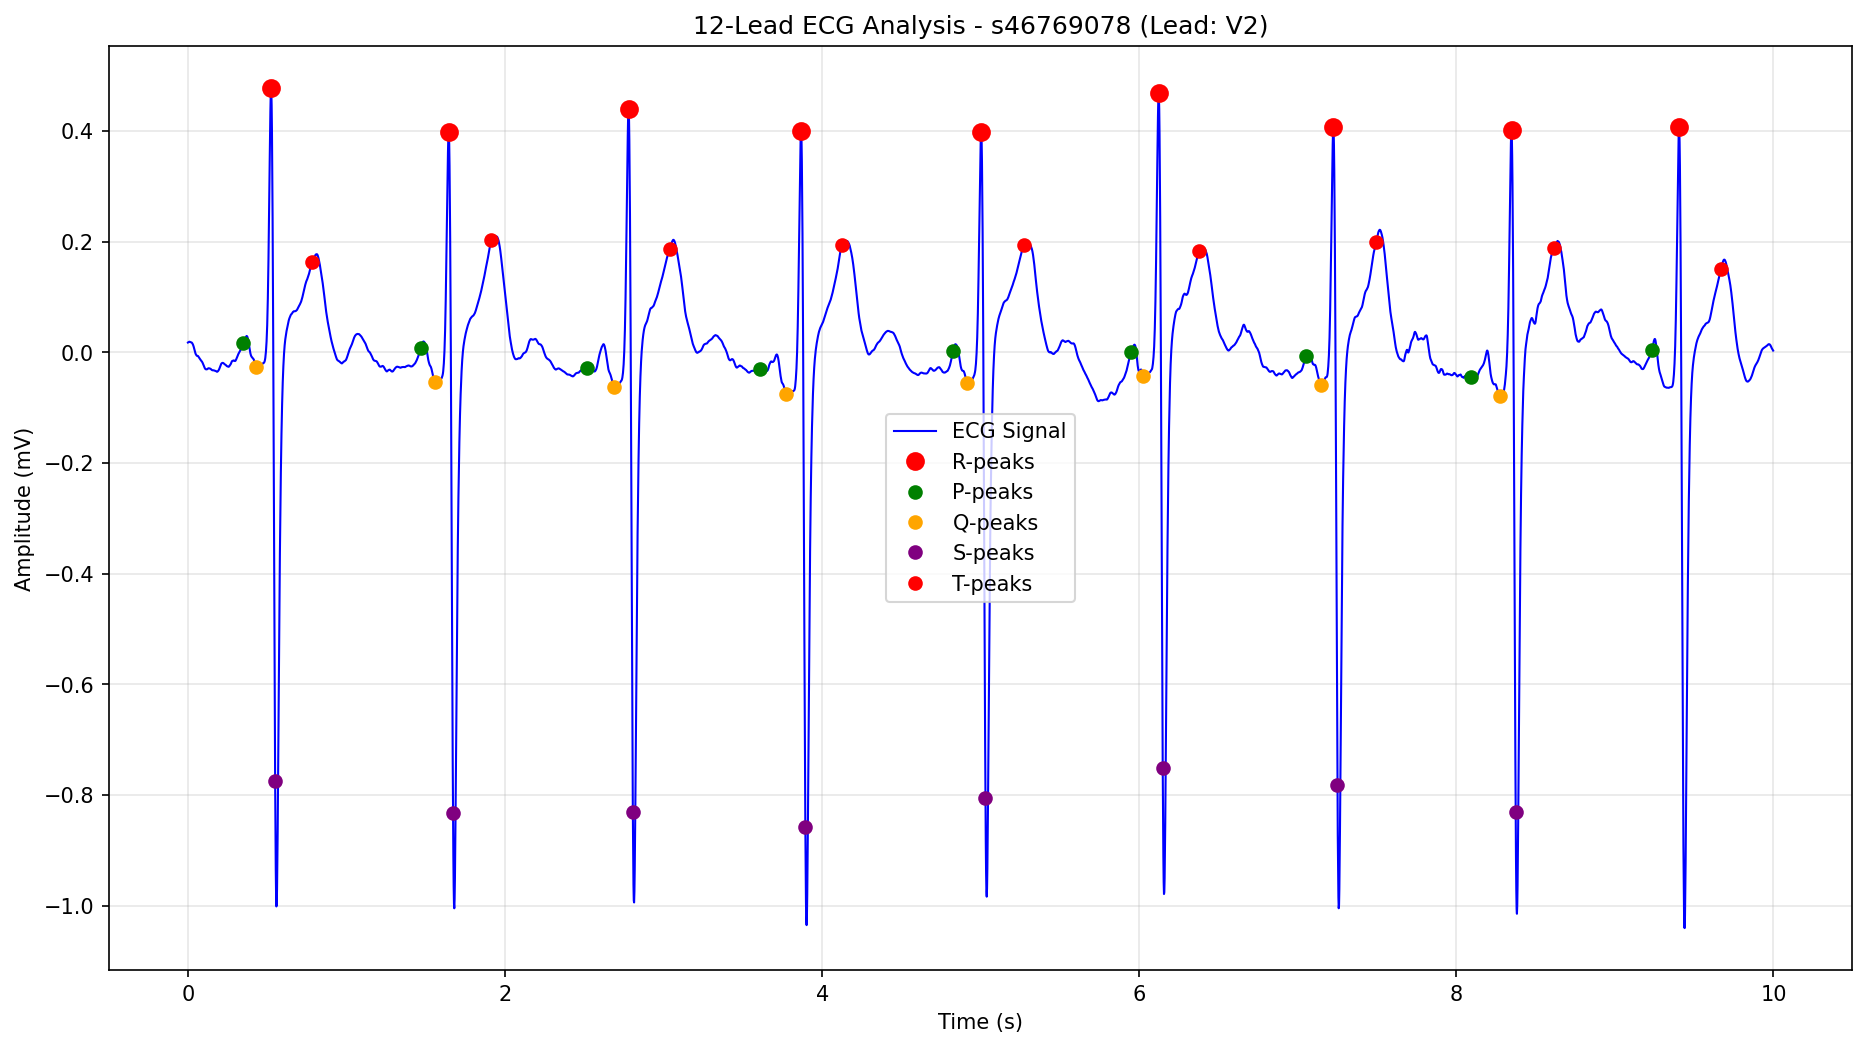 12-Lead ECG Analysis - s46769078 (Lead: V2)
Amplitude (mV)
0.4
0.2
0.0
−0.2
−0.4
−0.6
−0.8
−1.0
ECG Signal
R-peaks
P-peaks
Q-peaks
S-peaks
T-peaks
0 2 4 6 8 10
Time (s)